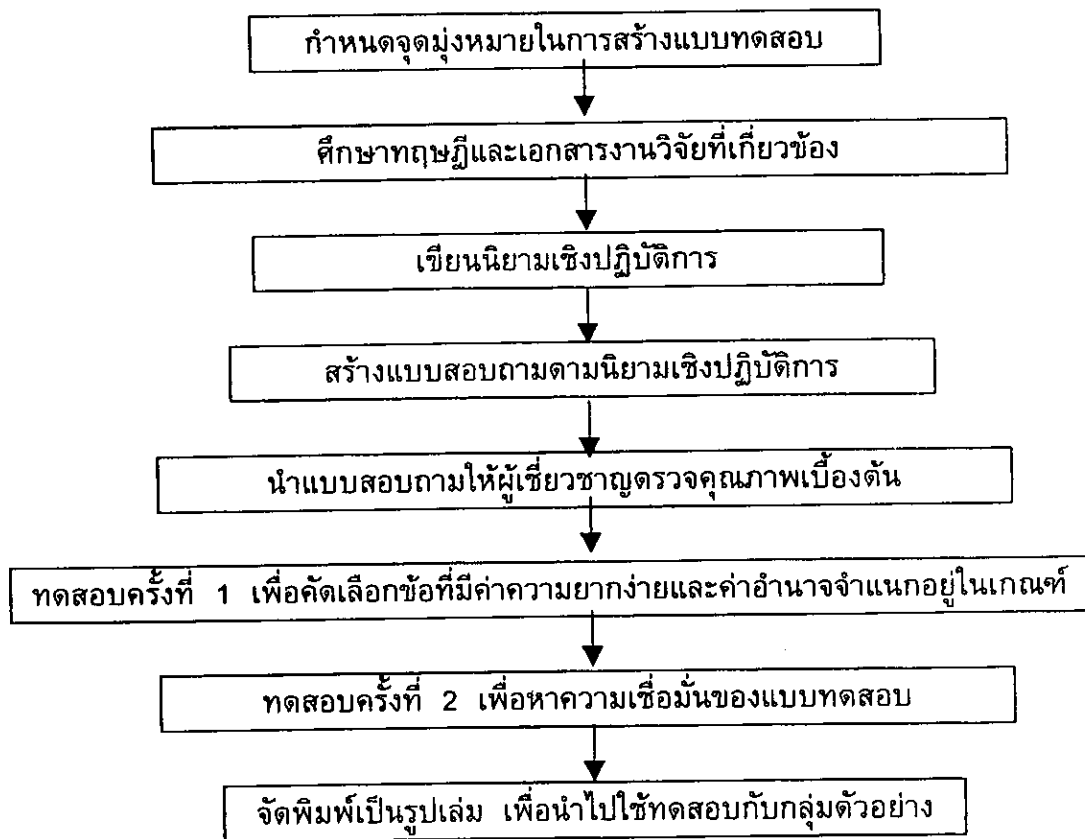 กำหนดจุดมุ่งหมายในการสร้างแบบทดสอบ
ศึกษาทฤษฎีและเอกสารงานวิจัยที่เกี่ยวข้อง
เขียนนิยามเชิงปฏิบัติการ
สร้างแบบสอบถามตามนิยามเชิงปฏิบัติการ
นำแบบสอบถามให้ผู้เชี่ยวชาญตรวจคุณภาพเบื้องต้น
ทดสอบครั้งที่ 1 เพื่อคัดเลือกข้อที่มีค่าความยากง่ายและค่าอำนาจจำแนกอยู่ในเกณฑ์
ทดสอบครั้งที่ 2 เพื่อหาความเชื่อมั่นของแบบทดสอบ
จัดพิมพ์เป็นรูปเล่ม เพื่อนำไปใช้ทดสอบกับกลุ่มตัวอย่าง